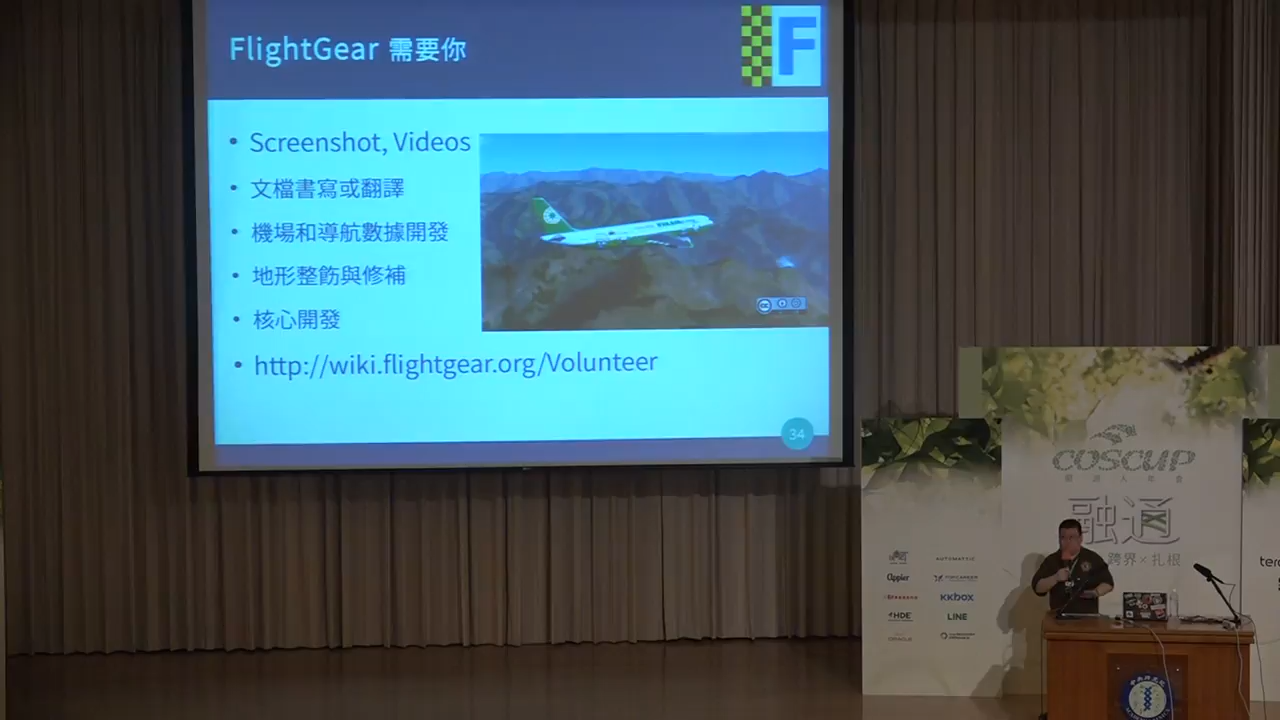 FlightGear 需要你
F
• Screenshot, Videos
• 文檔書寫或翻譯
• 機場和導航數據開發
• 地形整飭與修補
• 核心開發
• http://wiki.flightgear.org/Volunteer
34
COSCUP
融通
跨界×扎根
AUTOMATTIC
Appier
KKBOX
HDE
LINE